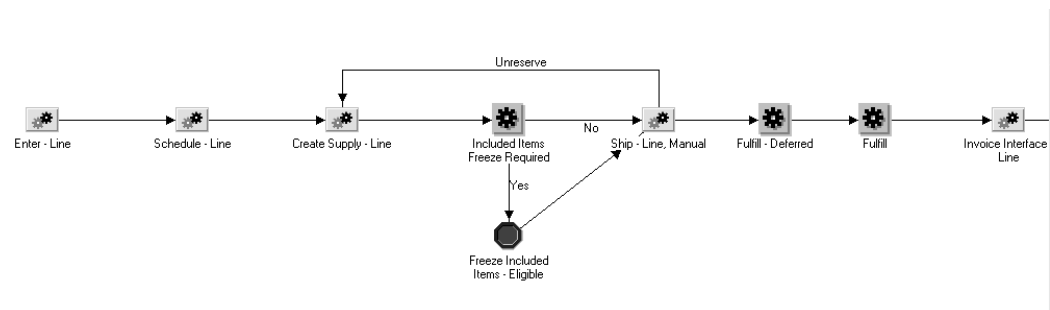 Unreserve
No
Enter - Line
Schedule - Line
Create Supply - Line
Included Items
Freeze Required
Ship - Line, Manual
Fulfill - Deferred
Fulfill
Invoice Interface
Line
Yes
Freeze Included
Items - Eligible